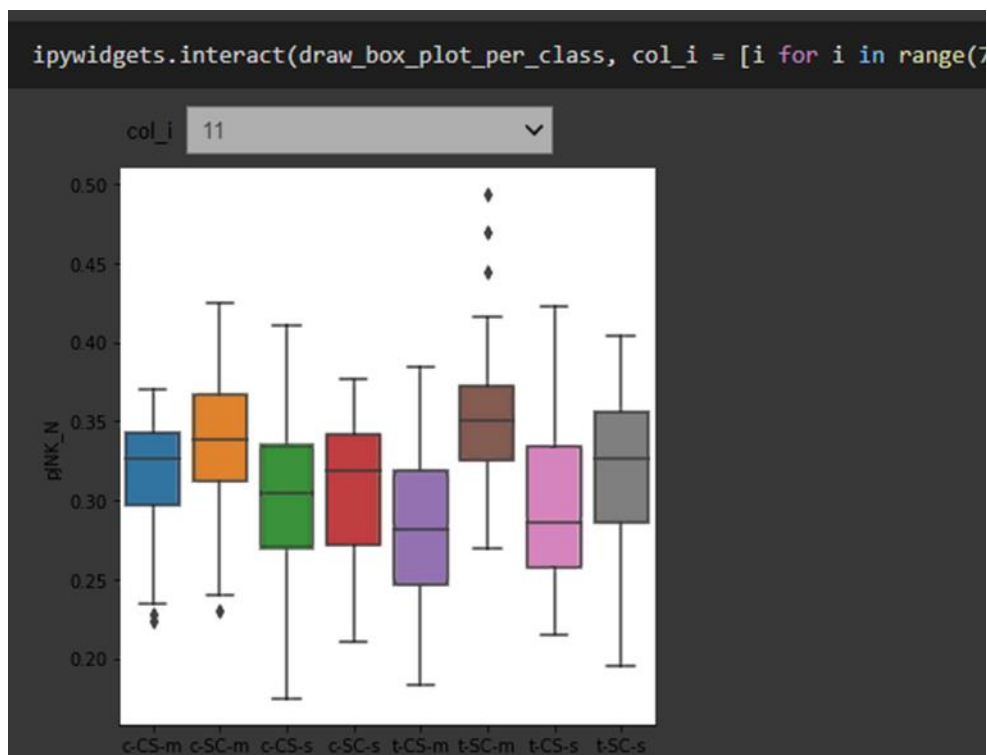 ipywidgets.interact(draw_box_plot_per_class, col_i = [i for i in range(7
col_i 11
0.50
0.45
0.40
0.35
0.30
0.25
0.20
pJNK_N
c-CS-m c-SC-m c-CS-s c-SC-s t-CS-m t-SC-m t-CS-s t-SC-s